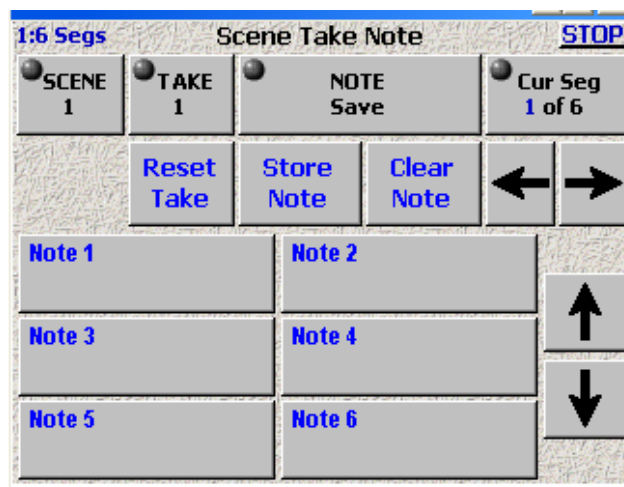 1:6 Segs Scene Take Note STOP
SCENE TAKE NOTE Cur Seg
1 1 Save 1 of 6
Reset Store Clear
Take Note Note
Note 1 Note 2
Note 3 Note 4
Note 5 Note 6